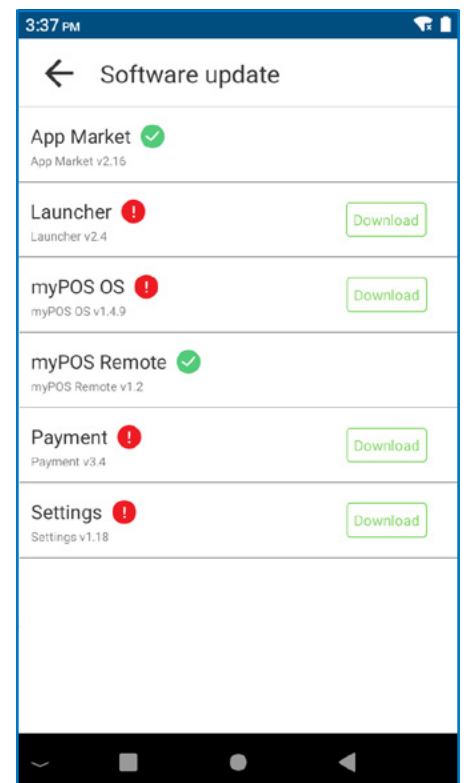 3:37 PM
Software update
App Market
App Market v2.16
Launcher
Launcher v2.4
Download
myPOS OS
myPOS OS v1.4.9
Download
myPOS Remote
myPOS Remote v1.2
Payment
Payment v3.4
Download
Settings
Settings v1.18
Download